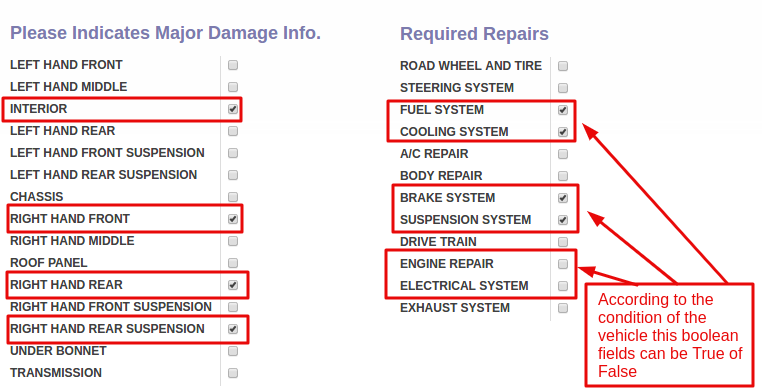 Please Indicates Major Damage Info.
LEFT HAND FRONT
LEFT HAND MIDDLE
INTERIOR
LEFT HAND REAR
LEFT HAND FRONT SUSPENSION
LEFT HAND REAR SUSPENSION
CHASSIS
RIGHT HAND FRONT
RIGHT HAND MIDDLE
ROOF PANEL
RIGHT HAND REAR
RIGHT HAND FRONT SUSPENSION
RIGHT HAND REAR SUSPENSION
UNDER BONNET
TRANSMISSION
Required Repairs
ROAD WHEEL AND TIRE
STEERING SYSTEM
FUEL SYSTEM
COOLING SYSTEM
A/C REPAIR
BODY REPAIR
BRAKE SYSTEM
SUSPENSION SYSTEM
DRIVE TRAIN
ENGINE REPAIR
ELECTRICAL SYSTEM
EXHAUST SYSTEM
According to the
condition of the
vehicle this boolean
fields can be True of
False